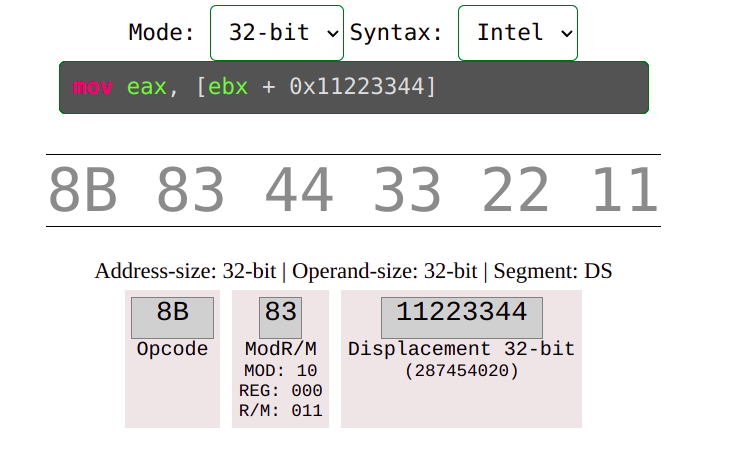 Mode: 32-bit Syntax: Intel
mov eax, [ebx + 0x11223344]
8B 83 44 33 22 11
Address-size: 32-bit | Operand-size: 32-bit | Segment: DS
8B 83 11223344
Opcode ModR/M Displacement 32-bit
MOD: 10 (287454020)
REG: 000
R/M: 011